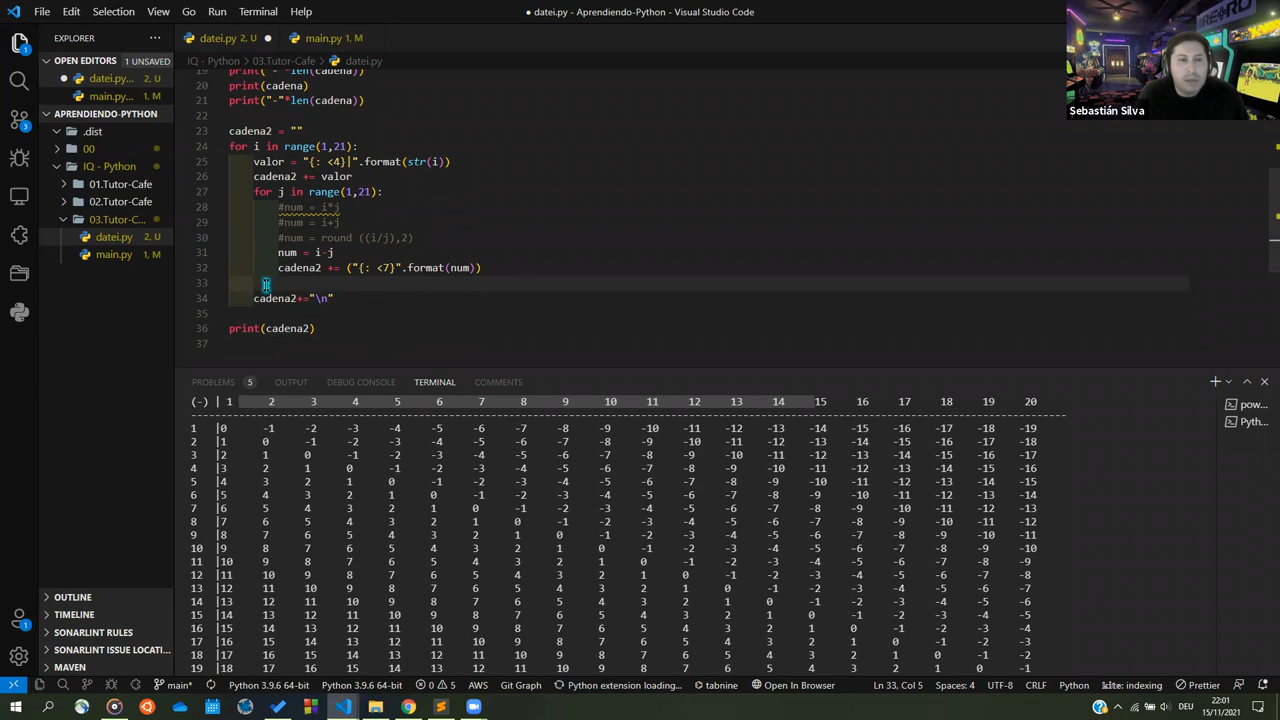 File Edit Selection View Go Run Terminal Help
● datei.py - Aprendiendo-Python - Visual Studio Code
EXPLORER
OPEN EDITORS 1 UNSAVED
datei.py... 2, U
main.py... 1, M
APRENDIENDO-PYTHON
.dist
00
IQ - Python
01.Tutor-Cafe
02.Tutor-Cafe
03.Tutor-C...
datei.py 2, U
main.py 1, M
OUTLINE
TIMELINE
SONARLINT RULES
SONARLINT ISSUE LOCATI...
MAVEN
datei.py 2, U ● main.py 1, M
IQ - Python > 03.Tutor-Cafe > datei.py
19 print("-"*len(cadena))
20 print(cadena)
21 print("-"*len(cadena))
22
23 cadena2 = ""
24 for i in range(1,21):
25 valor = "{: <4}|".format(str(i))
26 cadena2 += valor
27 for j in range(1,21):
28 #num = i*j
29 #num = i+j
30 #num = round ((i/j),2)
31 num = i-j
32 cadena2 += ("{: <7}".format(num))
33
34 cadena2+="\n"
35
36 print(cadena2)
37
Sebastián Silva
PROBLEMS 5 OUTPUT DEBUG CONSOLE TERMINAL COMMENTS
pow...
Pyth...
(-) | 1 2 3 4 5 6 7 8 9 10 11 12 13 14 15 16 17 18 19 20
---------------------------------------------------------------------------------------------------------------------------------------------------
1 |0 -1 -2 -3 -4 -5 -6 -7 -8 -9 -10 -11 -12 -13 -14 -15 -16 -17 -18 -19
2 |1 0 -1 -2 -3 -4 -5 -6 -7 -8 -9 -10 -11 -12 -13 -14 -15 -16 -17 -18
3 |2 1 0 -1 -2 -3 -4 -5 -6 -7 -8 -9 -10 -11 -12 -13 -14 -15 -16 -17
4 |3 2 1 0 -1 -2 -3 -4 -5 -6 -7 -8 -9 -10 -11 -12 -13 -14 -15 -16
5 |4 3 2 1 0 -1 -2 -3 -4 -5 -6 -7 -8 -9 -10 -11 -12 -13 -14 -15
6 |5 4 3 2 1 0 -1 -2 -3 -4 -5 -6 -7 -8 -9 -10 -11 -12 -13 -14
7 |6 5 4 3 2 1 0 -1 -2 -3 -4 -5 -6 -7 -8 -9 -10 -11 -12 -13
8 |7 6 5 4 3 2 1 0 -1 -2 -3 -4 -5 -6 -7 -8 -9 -10 -11 -12
9 |8 7 6 5 4 3 2 1 0 -1 -2 -3 -4 -5 -6 -7 -8 -9 -10 -11
10 |9 8 7 6 5 4 3 2 1 0 -1 -2 -3 -4 -5 -6 -7 -8 -9 -10
11 |10 9 8 7 6 5 4 3 2 1 0 -1 -2 -3 -4 -5 -6 -7 -8 -9
12 |11 10 9 8 7 6 5 4 3 2 1 0 -1 -2 -3 -4 -5 -6 -7 -8
13 |12 11 10 9 8 7 6 5 4 3 2 1 0 -1 -2 -3 -4 -5 -6 -7
14 |13 12 11 10 9 8 7 6 5 4 3 2 1 0 -1 -2 -3 -4 -5 -6
15 |14 13 12 11 10 9 8 7 6 5 4 3 2 1 0 -1 -2 -3 -4 -5
16 |15 14 13 12 11 10 9 8 7 6 5 4 3 2 1 0 -1 -2 -3 -4
17 |16 15 14 13 12 11 10 9 8 7 6 5 4 3 2 1 0 -1 -2 -3
18 |17 16 15 14 13 12 11 10 9 8 7 6 5 4 3 2 1 0 -1 -2
19 |18 17 16 15 14 13 12 11 10 9 8 7 6 5 4 3 2 1 0 -1
main* Python 3.9.6 64-bit Python 3.9.6 64-bit 0 5 AWS Git Graph Python extension loading... tabnine Open In Browser Ln 33, Col 5 Spaces: 4 UTF-8 CRLF Python kite: indexing Prettier
DEU 22:01
15/11/2021